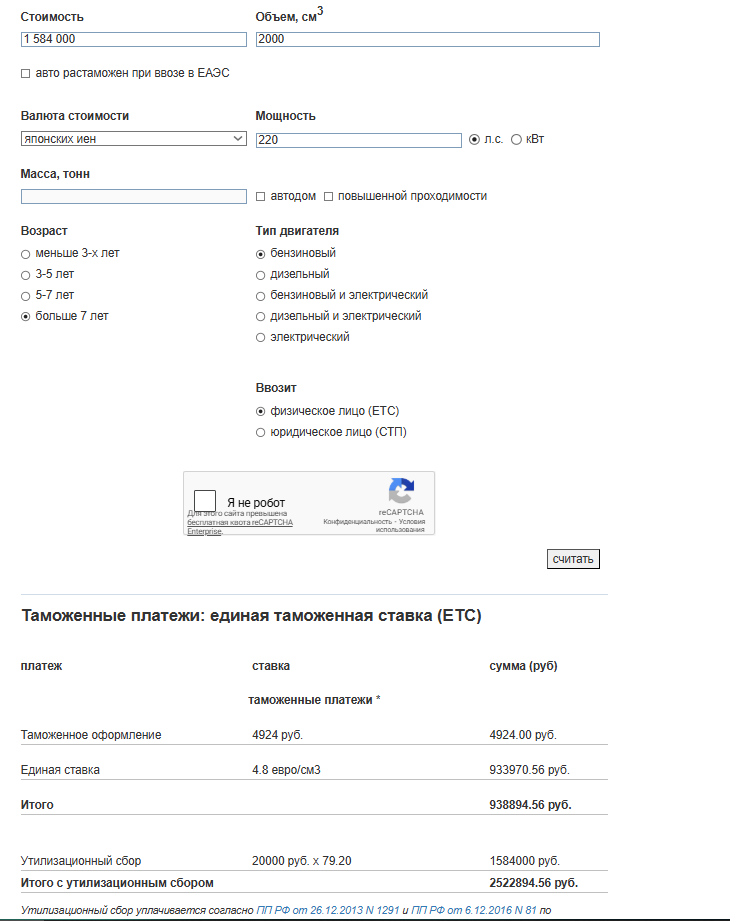 Стоимость Объем, см3
1 584 000 2000
авто растаможен при ввозе в ЕАЭС
Валюта стоимости Мощность
японских иен 220 л.с. кВт
Масса, тонн
автодом повышенной проходимости
Возраст Тип двигателя
меньше 3-х лет бензиновый
3-5 лет дизельный
5-7 лет бензиновый и электрический
больше 7 лет дизельный и электрический
электрический
Ввозит
физическое лицо (ЕТС)
юридическое лицо (СТП)
Я не робот
Для этого сайта превышена
бесплатная квота reCAPTCHA
Enterprise.
reCAPTCHA
Конфиденциальность - Условия
использования
считать
Таможенные платежи: единая таможенная ставка (ЕТС)
платеж ставка сумма (руб)
таможенные платежи *
Таможенное оформление 4924 руб. 4924.00 руб.
Единая ставка 4.8 евро/см3 933970.56 руб.
Итого 938894.56 руб.
Утилизационный сбор 20000 руб. x 79.20 1584000 руб.
Итого с утилизационным сбором 2522894.56 руб.
Утилизационный сбор уплачивается согласно ПП РФ от 26.12.2013 N 1291 и ПП РФ от 6.12.2016 N 81 по